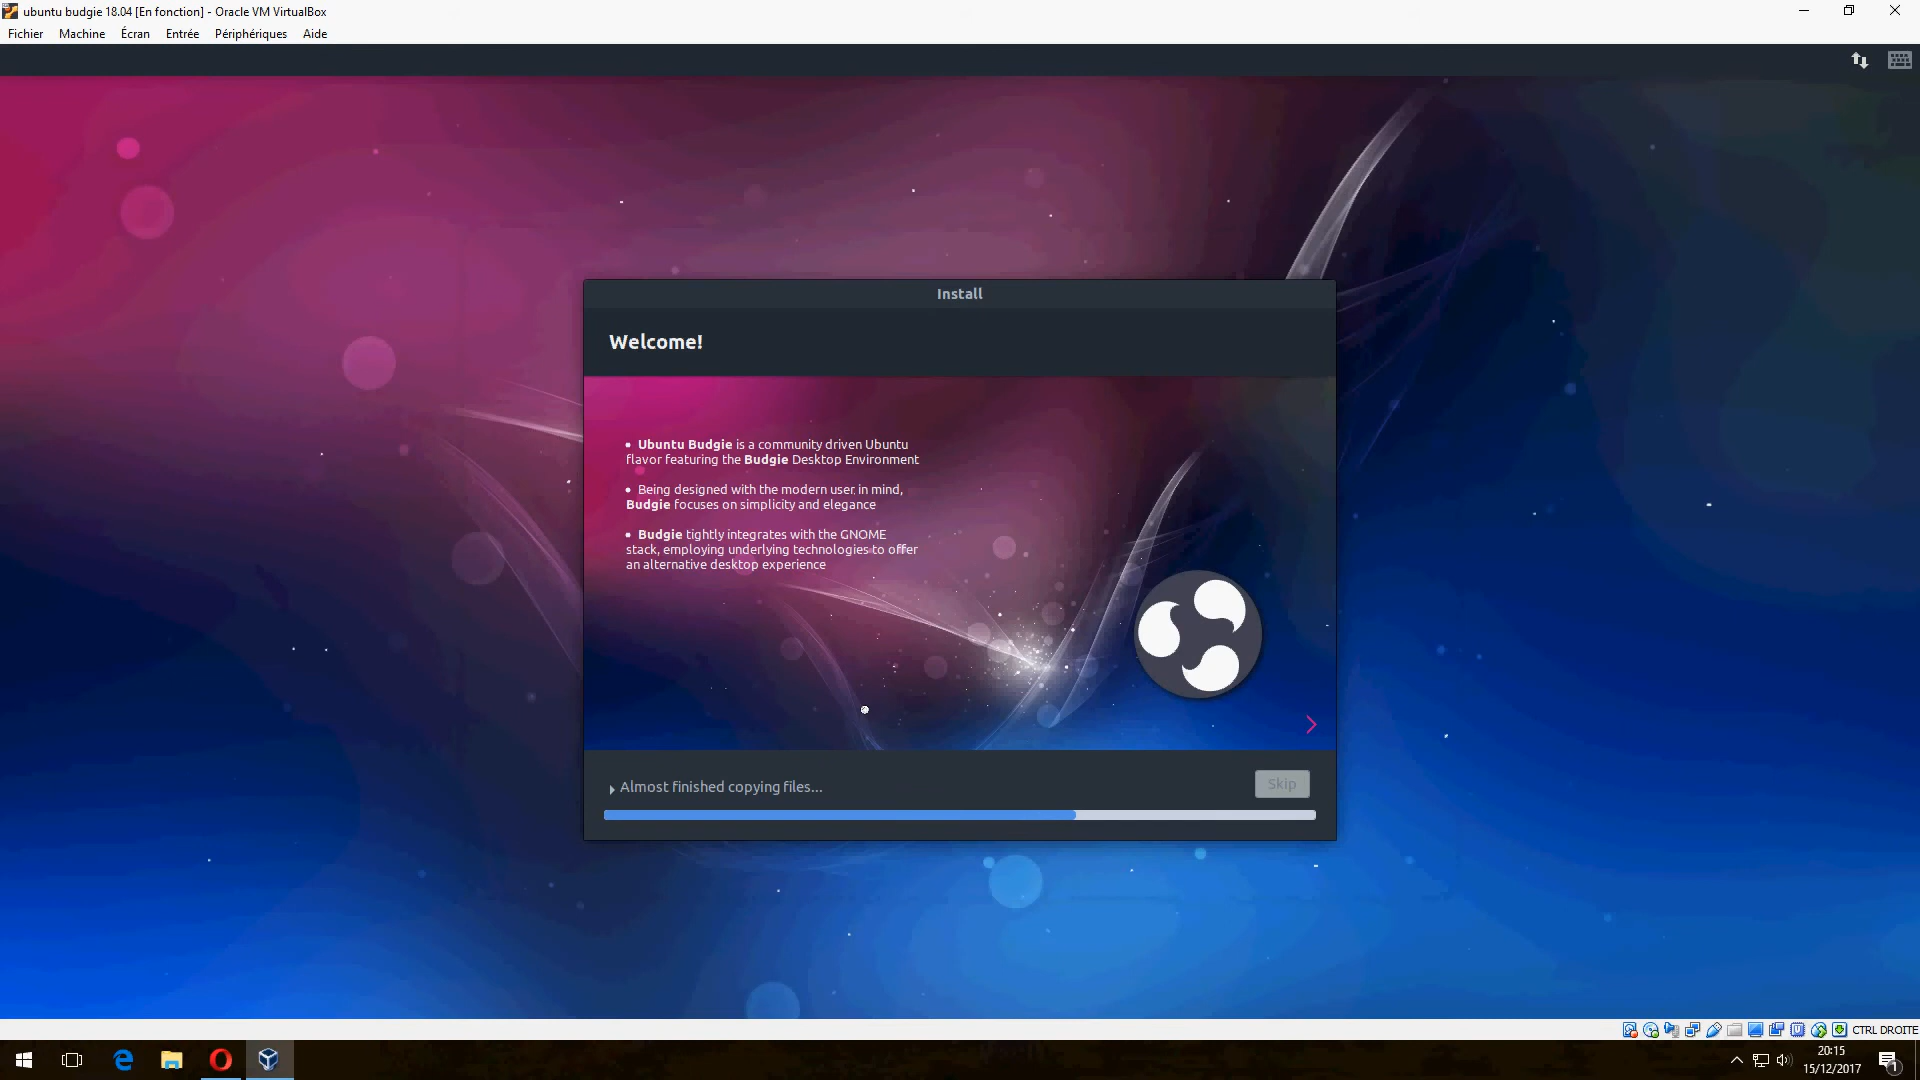 ubuntu budgie 18.04 [En fonction] - Oracle VM VirtualBox
Fichier Machine Écran Entrée Périphériques Aide
Install
Welcome!
• Ubuntu Budgie is a community driven Ubuntu
flavor featuring the Budgie Desktop Environment
• Being designed with the modern user in mind,
Budgie focuses on simplicity and elegance
• Budgie tightly integrates with the GNOME
stack, employing underlying technologies to offer
an alternative desktop experience
Almost finished copying files...
Skip
CTRL DROITE
20:15
15/12/2017
1